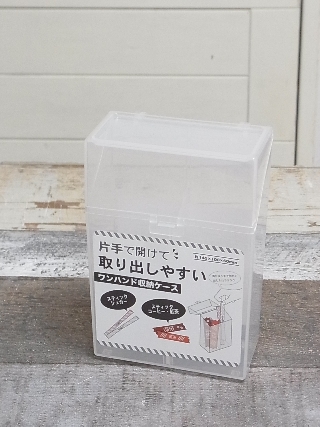 片手で開けて
取り出しやすい
ワンハンド収納ケース
スティック
シュガー
スティック
コーヒー・紅茶